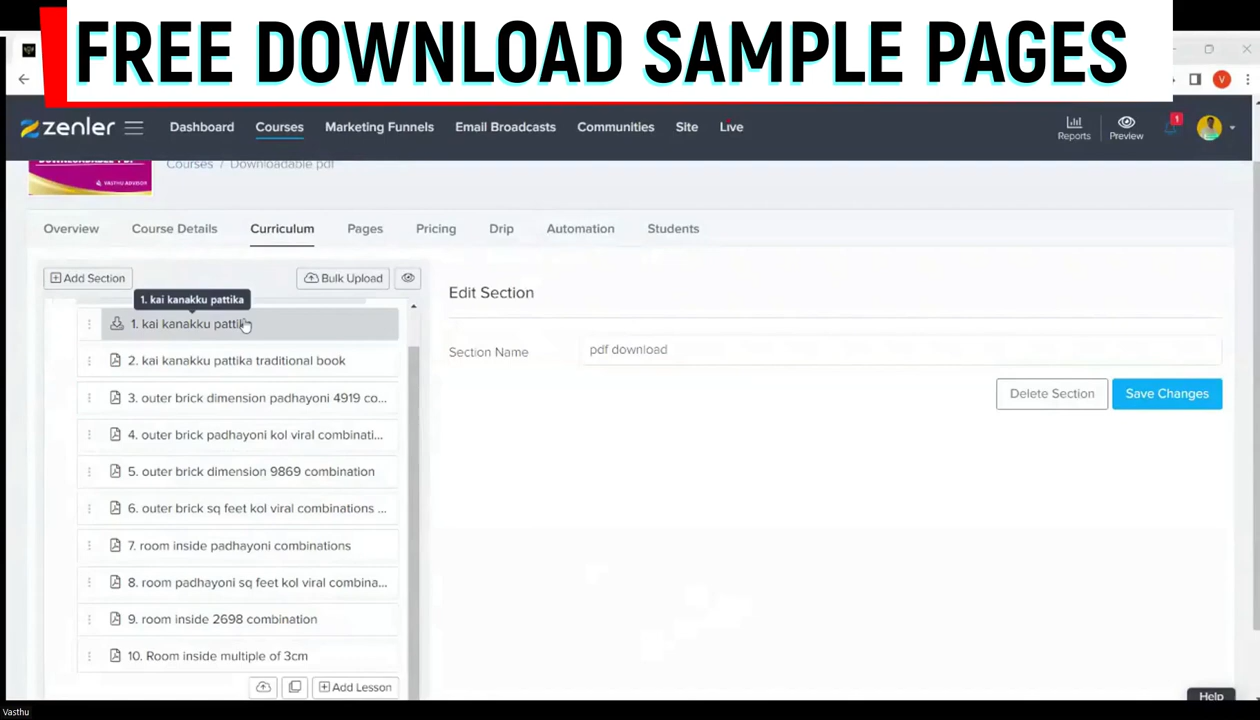 FREE DOWNLOAD SAMPLE PAGES
V
zenler
Dashboard
Courses
Marketing Funnels
Email Broadcasts
Communities
Site
Live
Reports
1
Preview
VASTHU ADVISOR
Courses / Downloadable pdf
Overview
Course Details
Curriculum
Pages
Pricing
Drip
Automation
Students
Add Section
Bulk Upload
1. kai kanakku pattika
1. kai kanakku pattika
2. kai kanakku pattika traditional book
3. outer brick dimension padhayoni 4919 co...
4. outer brick padhayoni kol viral combinati...
5. outer brick dimension 9869 combination
6. outer brick sq feet kol viral combinations ...
7. room inside padhayoni combinations
8. room padhayoni sq feet kol viral combina...
9. room inside 2698 combination
10. Room inside multiple of 3cm
Add Lesson
Edit Section
Section Name
pdf download
Delete Section
Save Changes
Help
Vasthu